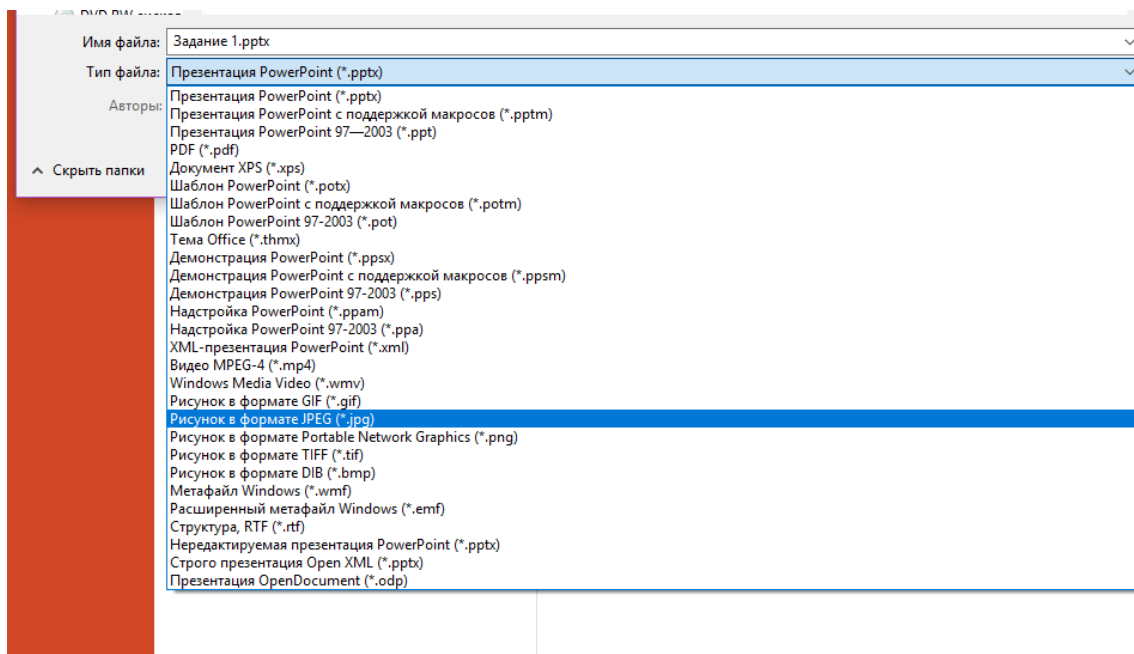 Имя файла: Задание 1.pptx
Тип файла: Презентация PowerPoint (*.pptx)
Авторы:
Презентация PowerPoint (*.pptx)
Презентация PowerPoint с поддержкой макросов (*.pptm)
Презентация PowerPoint 97—2003 (*.ppt)
PDF (*.pdf)
Скрыть папки
Документ XPS (*.xps)
Шаблон PowerPoint (*.potx)
Шаблон PowerPoint с поддержкой макросов (*.potm)
Шаблон PowerPoint 97-2003 (*.pot)
Тема Office (*.thmx)
Демонстрация PowerPoint (*.ppsx)
Демонстрация PowerPoint с поддержкой макросов (*.ppsm)
Демонстрация PowerPoint 97-2003 (*.pps)
Надстройка PowerPoint (*.ppam)
Надстройка PowerPoint 97-2003 (*.ppa)
XML-презентация PowerPoint (*.xml)
Видео MPEG-4 (*.mp4)
Windows Media Video (*.wmv)
Рисунок в формате GIF (*.gif)
Рисунок в формате JPEG (*.jpg)
Рисунок в формате Portable Network Graphics (*.png)
Рисунок в формате TIFF (*.tif)
Рисунок в формате DIB (*.bmp)
Метафайл Windows (*.wmf)
Расширенный метафайл Windows (*.emf)
Структура, RTF (*.rtf)
Нередактируемая презентация PowerPoint (*.pptx)
Строго презентация Open XML (*.pptx)
Презентация OpenDocument (*.odp)